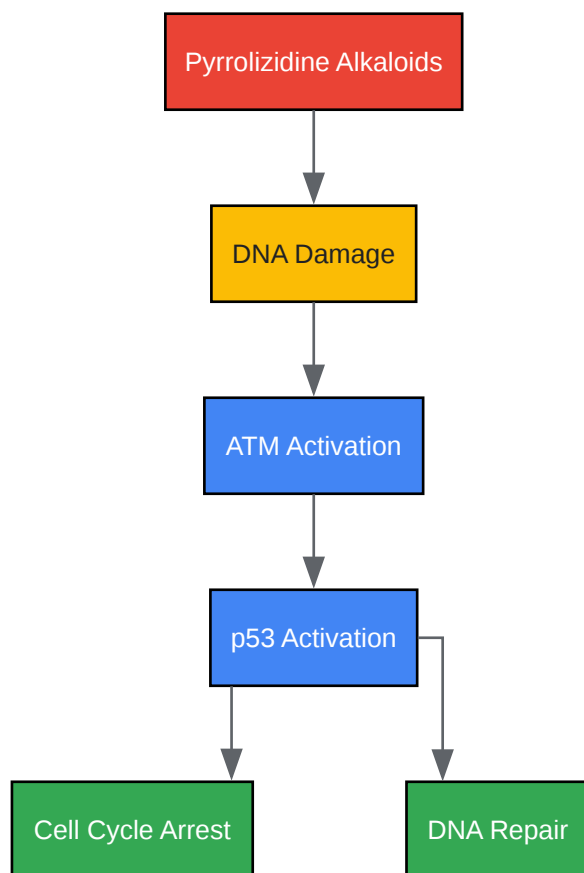 Pyrrolizidine Alkaloids
DNA Damage
ATM Activation
p53 Activation
Cell Cycle Arrest
DNA Repair